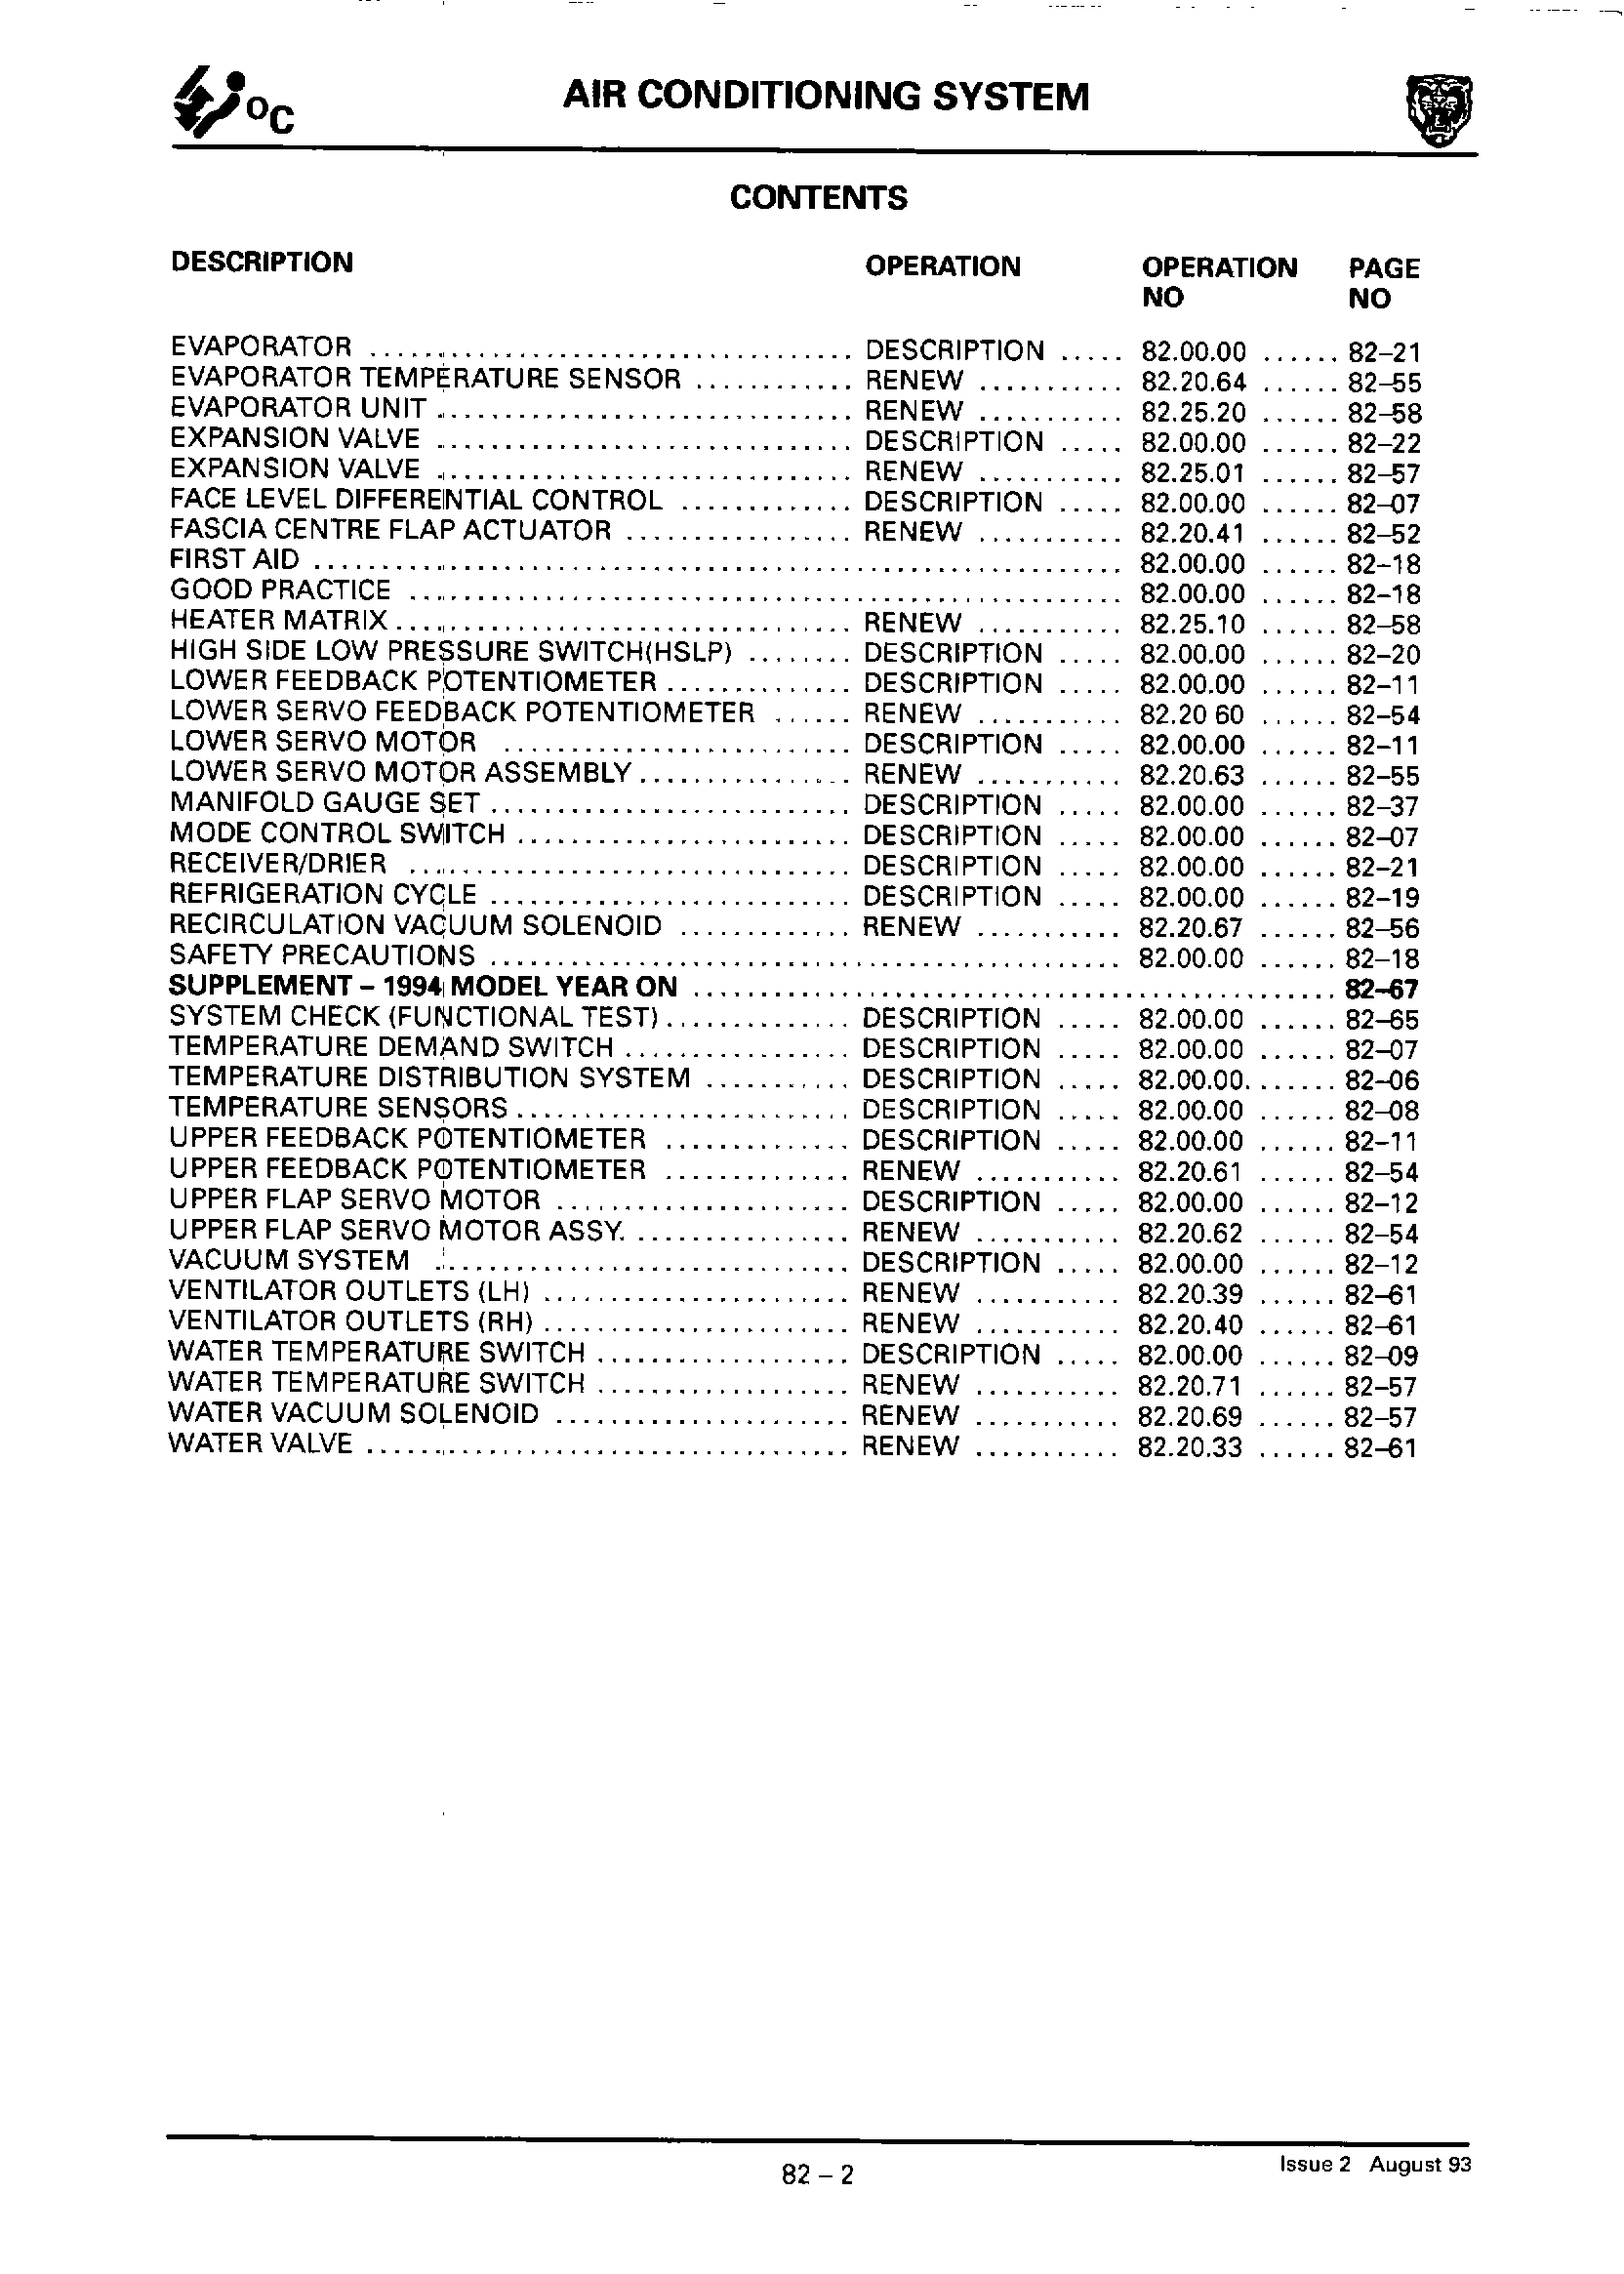 °C
AIR CONDITIONING SYSTEM
CONTENTS
DESCRIPTION OPERATION OPERATION NO PAGE NO
EVAPORATOR .................................... DESCRIPTION ..... 82.00.00 ...... 82–21
EVAPORATOR TEMPERATURE SENSOR ............ RENEW ........... 82.20.64 ...... 82–55
EVAPORATOR UNIT ............................... RENEW ........... 82.25.20 ...... 82–58
EXPANSION VALVE ............................... DESCRIPTION ..... 82.00.00 ...... 82–22
EXPANSION VALVE ............................... RENEW ........... 82.25.01 ...... 82–57
FACE LEVEL DIFFERENTIAL CONTROL ............. DESCRIPTION ..... 82.00.00 ...... 82–07
FASCIA CENTRE FLAP ACTUATOR ................. RENEW ........... 82.20.41 ...... 82–52
FIRST AID ............................................................ 82.00.00 ...... 82–18
GOOD PRACTICE ..................................................... 82.00.00 ...... 82–18
HEATER MATRIX .................................. RENEW ........... 82.25.10 ...... 82–58
HIGH SIDE LOW PRESSURE SWITCH(HSLP) ........ DESCRIPTION ..... 82.00.00 ...... 82–20
LOWER FEEDBACK POTENTIOMETER .............. DESCRIPTION ..... 82.00.00 ...... 82–11
LOWER SERVO FEEDBACK POTENTIOMETER ...... RENEW ........... 82.20 60 ...... 82–54
LOWER SERVO MOTOR .......................... DESCRIPTION ..... 82.00.00 ...... 82–11
LOWER SERVO MOTOR ASSEMBLY ................ RENEW ........... 82.20.63 ...... 82–55
MANIFOLD GAUGE SET ........................... DESCRIPTION ..... 82.00.00 ...... 82–37
MODE CONTROL SWITCH ......................... DESCRIPTION ..... 82.00.00 ...... 82–07
RECEIVER/DRIER ................................. DESCRIPTION ..... 82.00.00 ...... 82–21
REFRIGERATION CYCLE ........................... DESCRIPTION ..... 82.00.00 ...... 82–19
RECIRCULATION VACUUM SOLENOID ............. RENEW ........... 82.20.67 ...... 82–56
SAFETY PRECAUTIONS ............................................... 82.00.00 ...... 82–18
SUPPLEMENT – 1994 MODEL YEAR ON ................................................ 82–67
SYSTEM CHECK (FUNCTIONAL TEST) .............. DESCRIPTION ..... 82.00.00 ...... 82–65
TEMPERATURE DEMAND SWITCH ................. DESCRIPTION ..... 82.00.00 ...... 82–07
TEMPERATURE DISTRIBUTION SYSTEM ........... DESCRIPTION ..... 82.00.00. ...... 82–06
TEMPERATURE SENSORS ......................... DESCRIPTION ..... 82.00.00 ...... 82–08
UPPER FEEDBACK POTENTIOMETER .............. DESCRIPTION ..... 82.00.00 ...... 82–11
UPPER FEEDBACK POTENTIOMETER .............. RENEW ........... 82.20.61 ...... 82–54
UPPER FLAP SERVO MOTOR ...................... DESCRIPTION ..... 82.00.00 ...... 82–12
UPPER FLAP SERVO MOTOR ASSY. ................ RENEW ........... 82.20.62 ...... 82–54
VACUUM SYSTEM ............................... DESCRIPTION ..... 82.00.00 ...... 82–12
VENTILATOR OUTLETS (LH) ....................... RENEW ........... 82.20.39 ...... 82–61
VENTILATOR OUTLETS (RH) ....................... RENEW ........... 82.20.40 ...... 82–61
WATER TEMPERATURE SWITCH ................... DESCRIPTION ..... 82.00.00 ...... 82–09
WATER TEMPERATURE SWITCH ................... RENEW ........... 82.20.71 ...... 82–57
WATER VACUUM SOLENOID ...................... RENEW ........... 82.20.69 ...... 82–57
WATER VALVE .................................... RENEW ........... 82.20.33 ...... 82–61
82 – 2
Issue 2 August 93